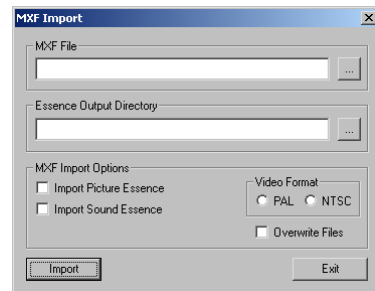 MXF Import
MXF File
...
Essence Output Directory
...
MXF Import Options
Import Picture Essence
Import Sound Essence
Video Format
PAL NTSC
Overwrite Files
Import Exit